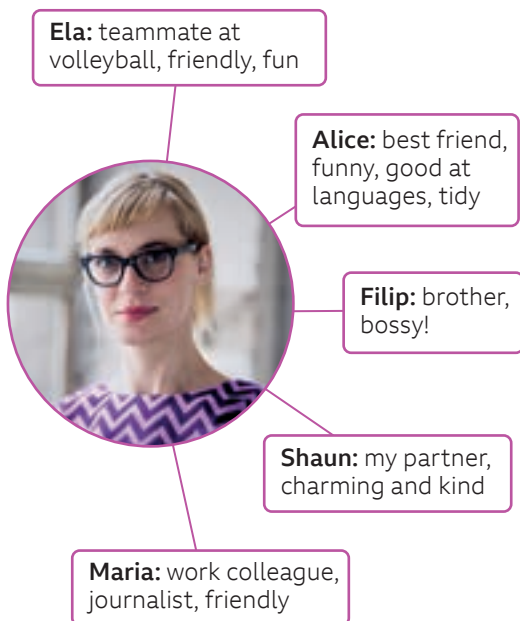 Ela: teammate at
volleyball, friendly, fun
Alice: best friend,
funny, good at
languages, tidy
Filip: brother,
bossy!
Shaun: my partner,
charming and kind
Maria: work colleague,
journalist, friendly